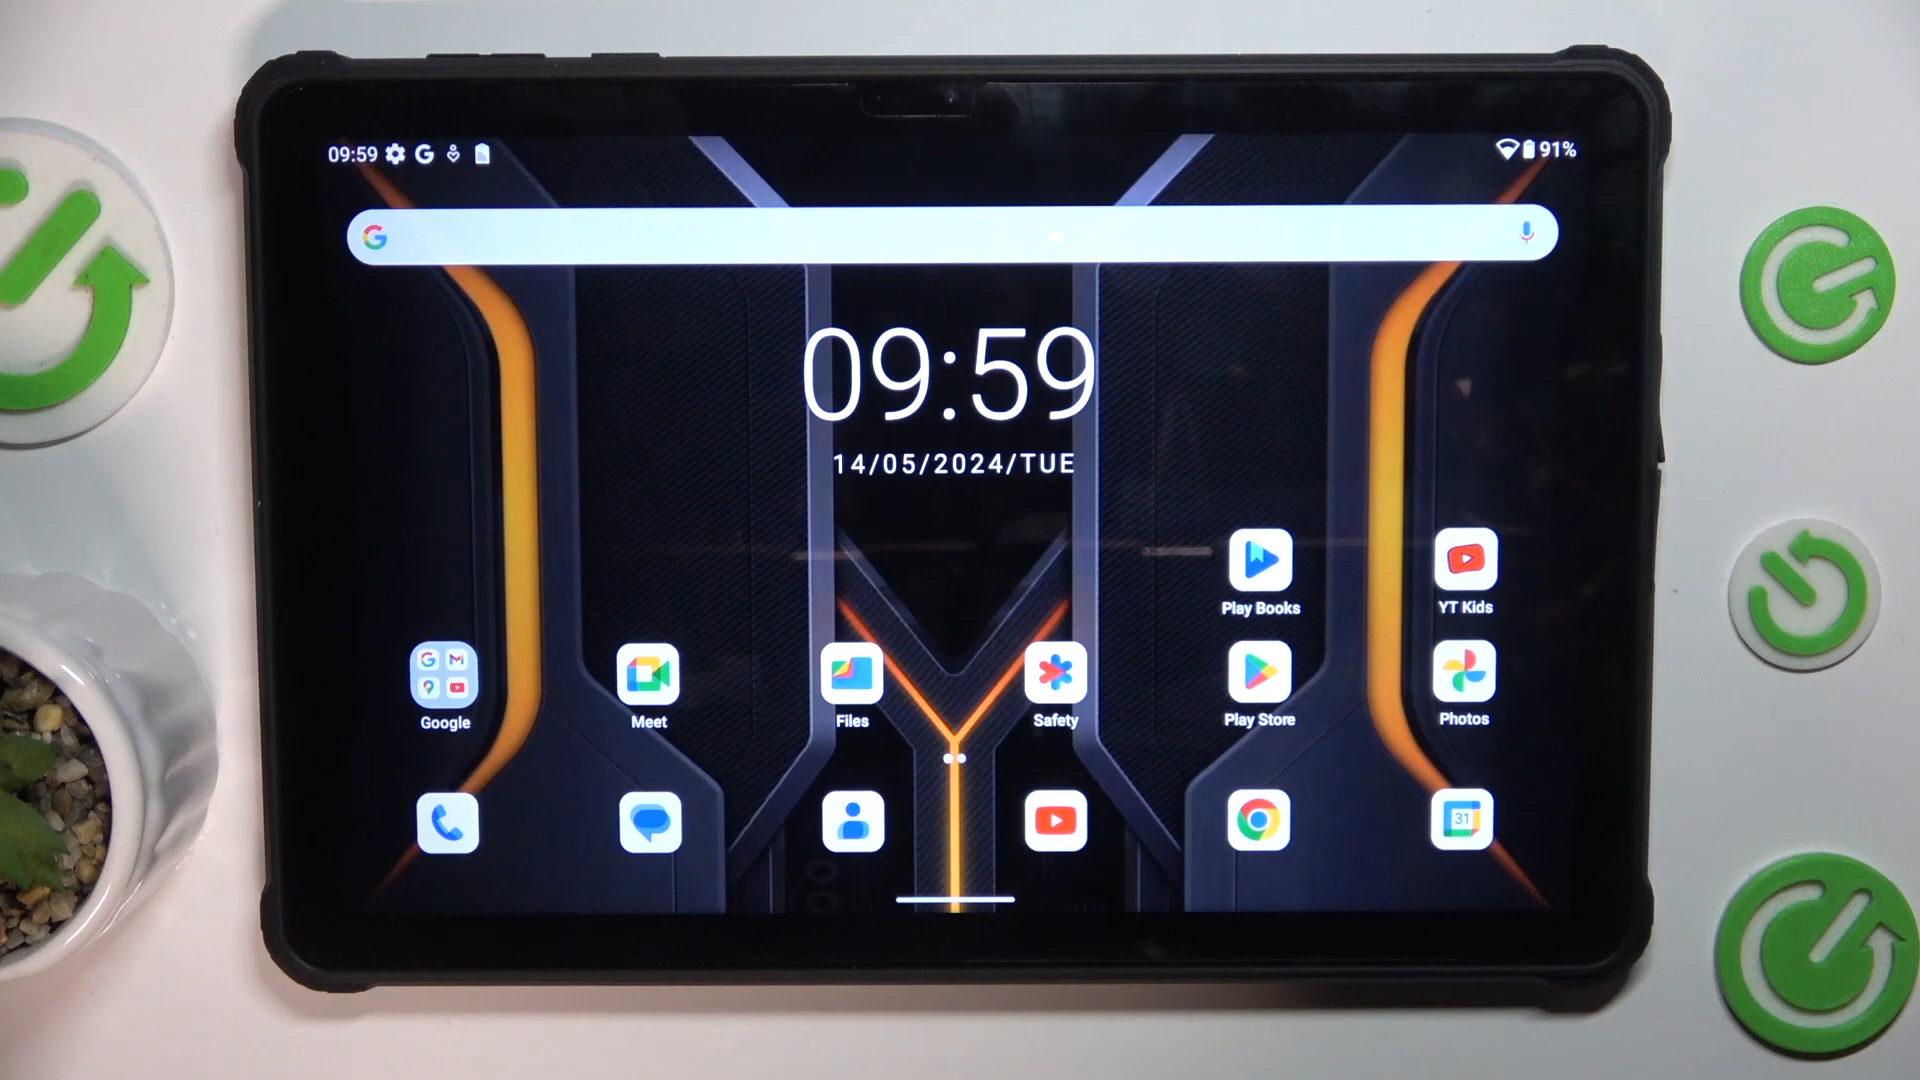 09:59
91%
09:59
14/05/2024/TUE
Play Books
YT Kids
Google
Meet
Files
Safety
Play Store
Photos
31